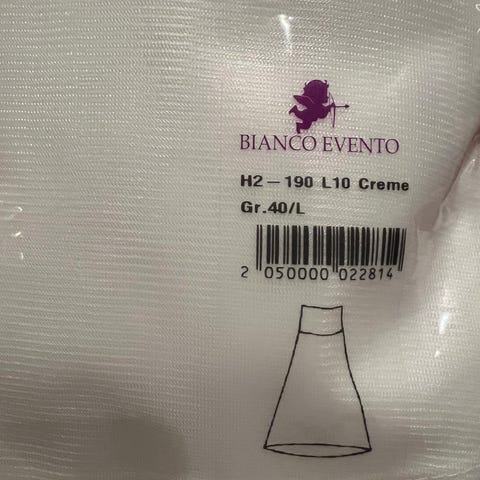 BIANCO EVENTO
H2 – 190 L10 Creme
Gr.40/L
2 050000 022814